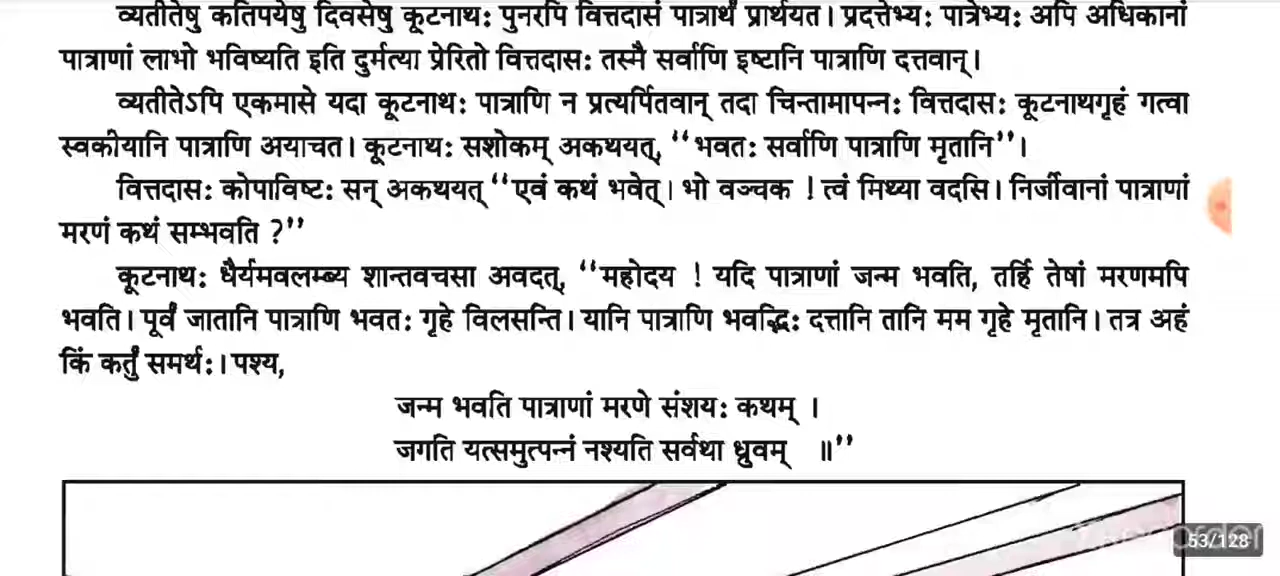 व्यतीतेषु कतिपयेषु दिवसेषु कूटनाथः पुनरपि वित्तदासं पात्रार्थं प्रार्थयत। प्रदत्तेभ्यः पात्रेभ्यः अपि अधिकानां
पात्राणां लाभो भविष्यति इति दुर्मत्या प्रेरितो वित्तदासः तस्मै सर्वाणि इष्टानि पात्राणि दत्तवान्।
व्यतीतेऽपि एकमासे यदा कूटनाथः पात्राणि न प्रत्यर्पितवान् तदा चिन्तामापन्नः वित्तदासः कूटनाथगृहं गत्वा
स्वकीयानि पात्राणि अयाचत। कूटनाथः सशोकम् अकथयत्, “भवतः सर्वाणि पात्राणि मृतानि”।
वित्तदासः कोपाविष्टः सन् अकथयत् “एवं कथं भवेत्। भो वञ्चक ! त्वं मिथ्या वदसि। निर्जीवानां पात्राणां
मरणं कथं सम्भवति ?”
कूटनाथः धैर्यमवलम्ब्य शान्तवचसा अवदत्, “महोदय ! यदि पात्राणां जन्म भवति, तर्हि तेषां मरणमपि
भवति। पूर्वं जातानि पात्राणि भवतः गृहे विलसन्ति। यानि पात्राणि भवद्भिः दत्तानि तानि मम गृहे मृतानि। तत्र अहं
किं कर्तुं समर्थः। पश्य,
जन्म भवति पात्राणां मरणे संशयः कथम् ।
जगति यत्समुत्पन्नं नश्यति सर्वथा ध्रुवम् ॥”
53/128